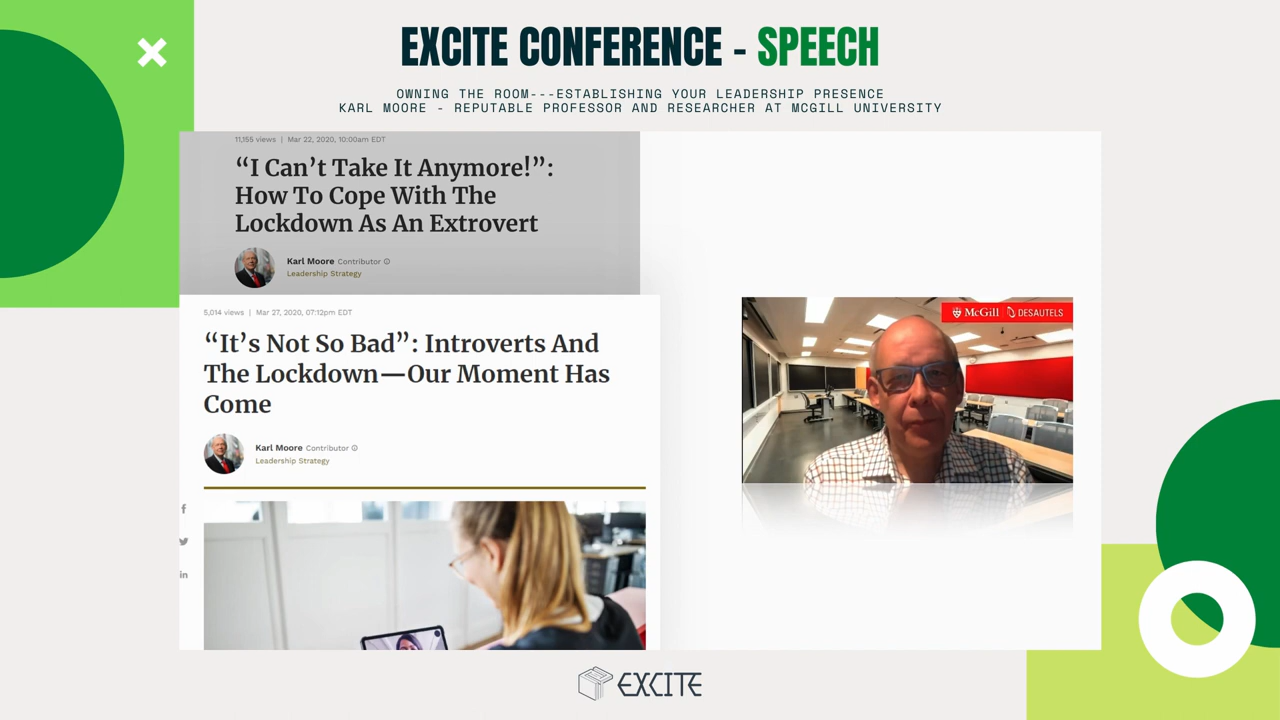 EXCITE CONFERENCE - SPEECH
OWNING THE ROOM---ESTABLISHING YOUR LEADERSHIP PRESENCE
KARL MOORE - REPUTABLE PROFESSOR AND RESEARCHER AT MCGILL UNIVERSITY
11,155 views | Mar 22, 2020, 10:00am EDT
“I Can’t Take It Anymore!”:
How To Cope With The
Lockdown As An Extrovert
Karl Moore Contributor
Leadership Strategy
5,014 views | Mar 27, 2020, 07:12pm EDT
“It’s Not So Bad”: Introverts And
The Lockdown—Our Moment Has
Come
Karl Moore Contributor
Leadership Strategy
McGill DESAUTELS
EXCITE